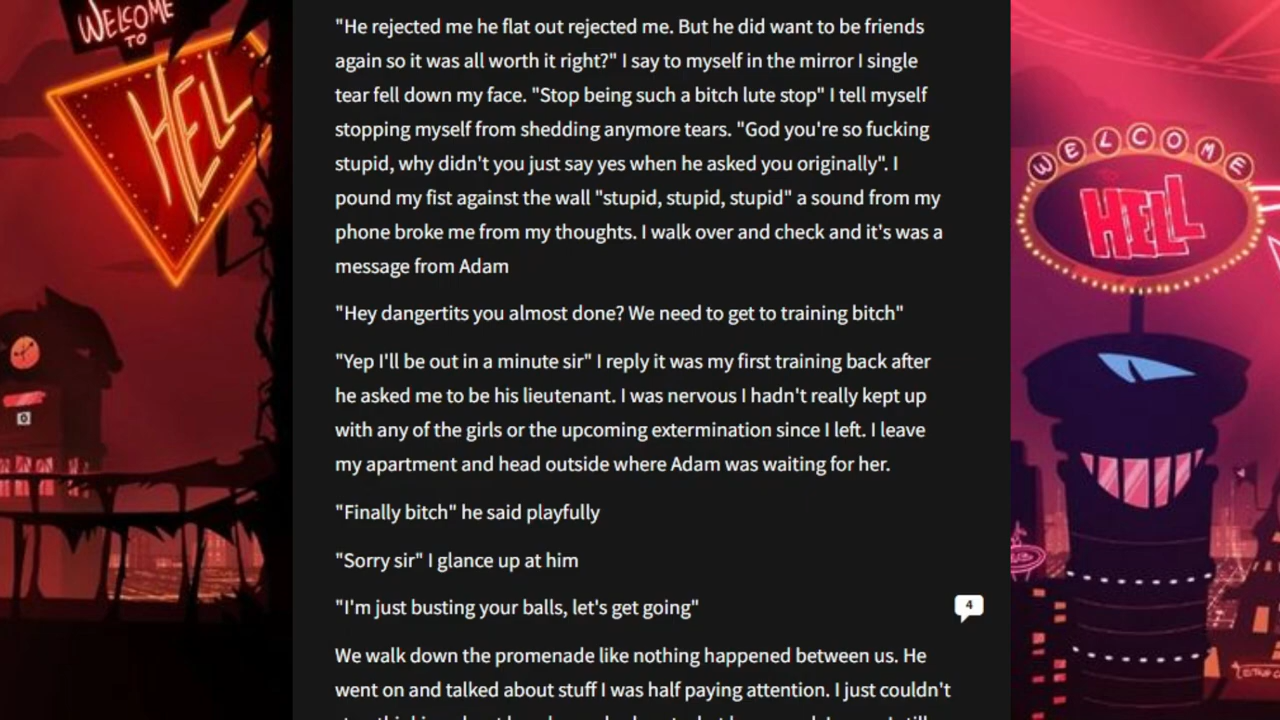 WELCOME
TO
HELL
"He rejected me he flat out rejected me. But he did want to be friends
again so it was all worth it right?" I say to myself in the mirror I single
tear fell down my face. "Stop being such a bitch lute stop" I tell myself
stopping myself from shedding anymore tears. "God you're so fucking
stupid, why didn't you just say yes when he asked you originally". I
pound my fist against the wall "stupid, stupid, stupid" a sound from my
phone broke me from my thoughts. I walk over and check and it's was a
message from Adam
"Hey dangertits you almost done? We need to get to training bitch"
"Yep I'll be out in a minute sir" I reply it was my first training back after
he asked me to be his lieutenant. I was nervous I hadn't really kept up
with any of the girls or the upcoming extermination since I left. I leave
my apartment and head outside where Adam was waiting for her.
"Finally bitch" he said playfully
"Sorry sir" I glance up at him
"I'm just busting your balls, let's get going"
4
We walk down the promenade like nothing happened between us. He
went on and talked about stuff I was half paying attention. I just couldn't
WELCOME
HELL
0